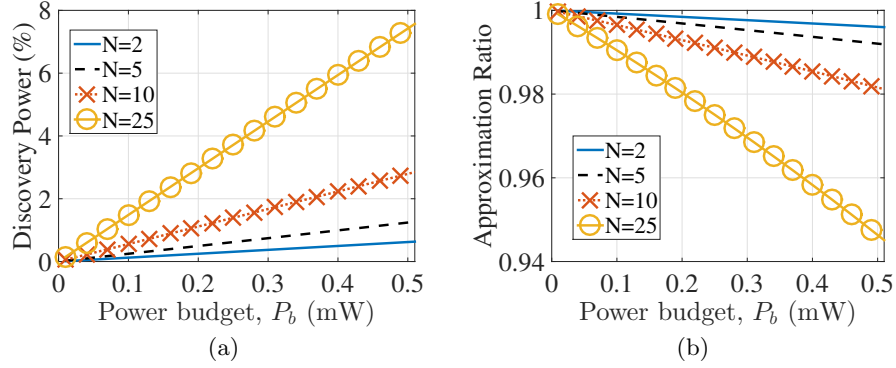 8
6
4
2
0
Discovery Power (%)
N=2
N=5
N=10
N=25
0 0.1 0.2 0.3 0.4 0.5
Power budget, P_b (mW)
(a)
1
0.98
0.96
0.94
Approximation Ratio
N=2
N=5
N=10
N=25
0 0.1 0.2 0.3 0.4 0.5
Power budget, P_b (mW)
(b)